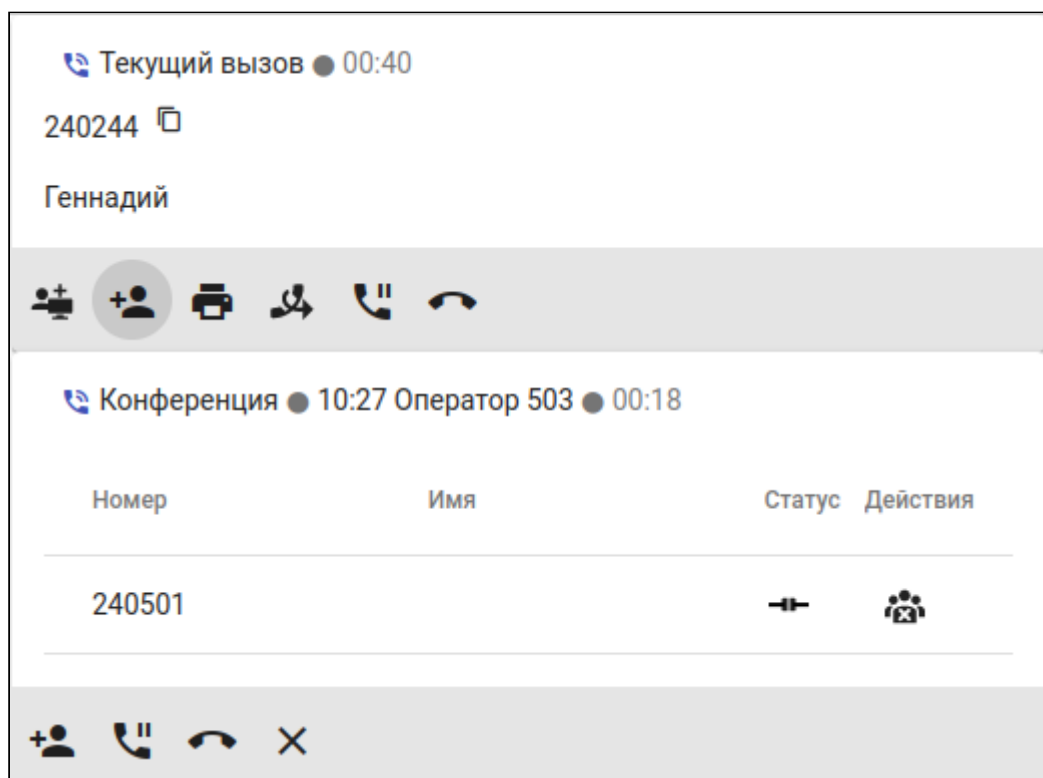 Текущий вызов ● 00:40
240244
Геннадий
Конференция ● 10:27 Оператор 503 ● 00:18
Номер Имя Статус Действия
240501